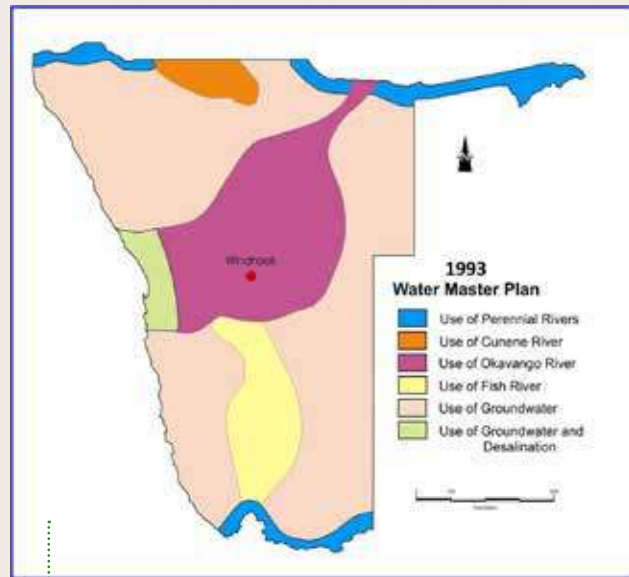 Windhoek
1993
Water Master Plan
Use of Perennial Rivers
Use of Cunene River
Use of Okavango River
Use of Fish River
Use of Groundwater
Use of Groundwater and
Desalination